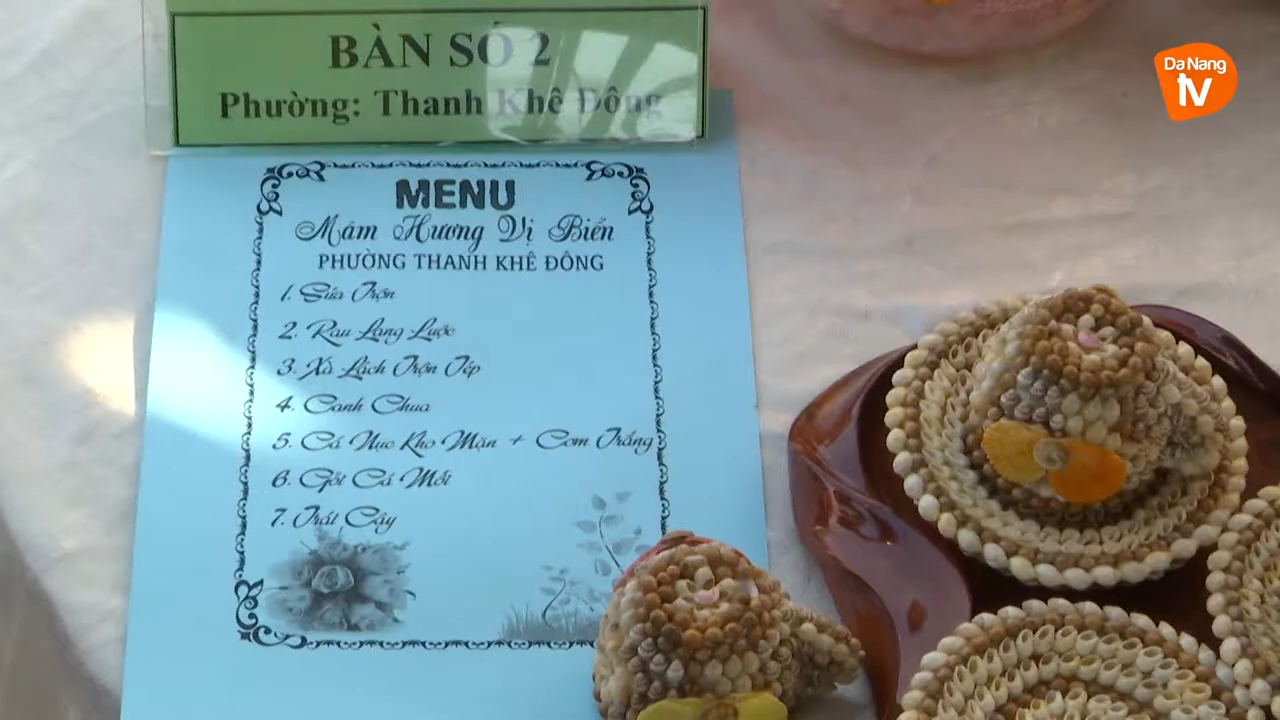 BÀN SỐ 2
Phường: Thanh Khê Đông
MENU
Mâm Hương Vị Biển
PHƯỜNG THANH KHÊ ĐÔNG
1. Sứa Trộn
2. Rau Lang Luộc
3. Xà Lách Trộn Tép
4. Canh Chua
5. Cá Nục Kho Mặn + Cơm Trắng
6. Gỏi Cá Mối
7. Trái Cây
Da Nang
tv